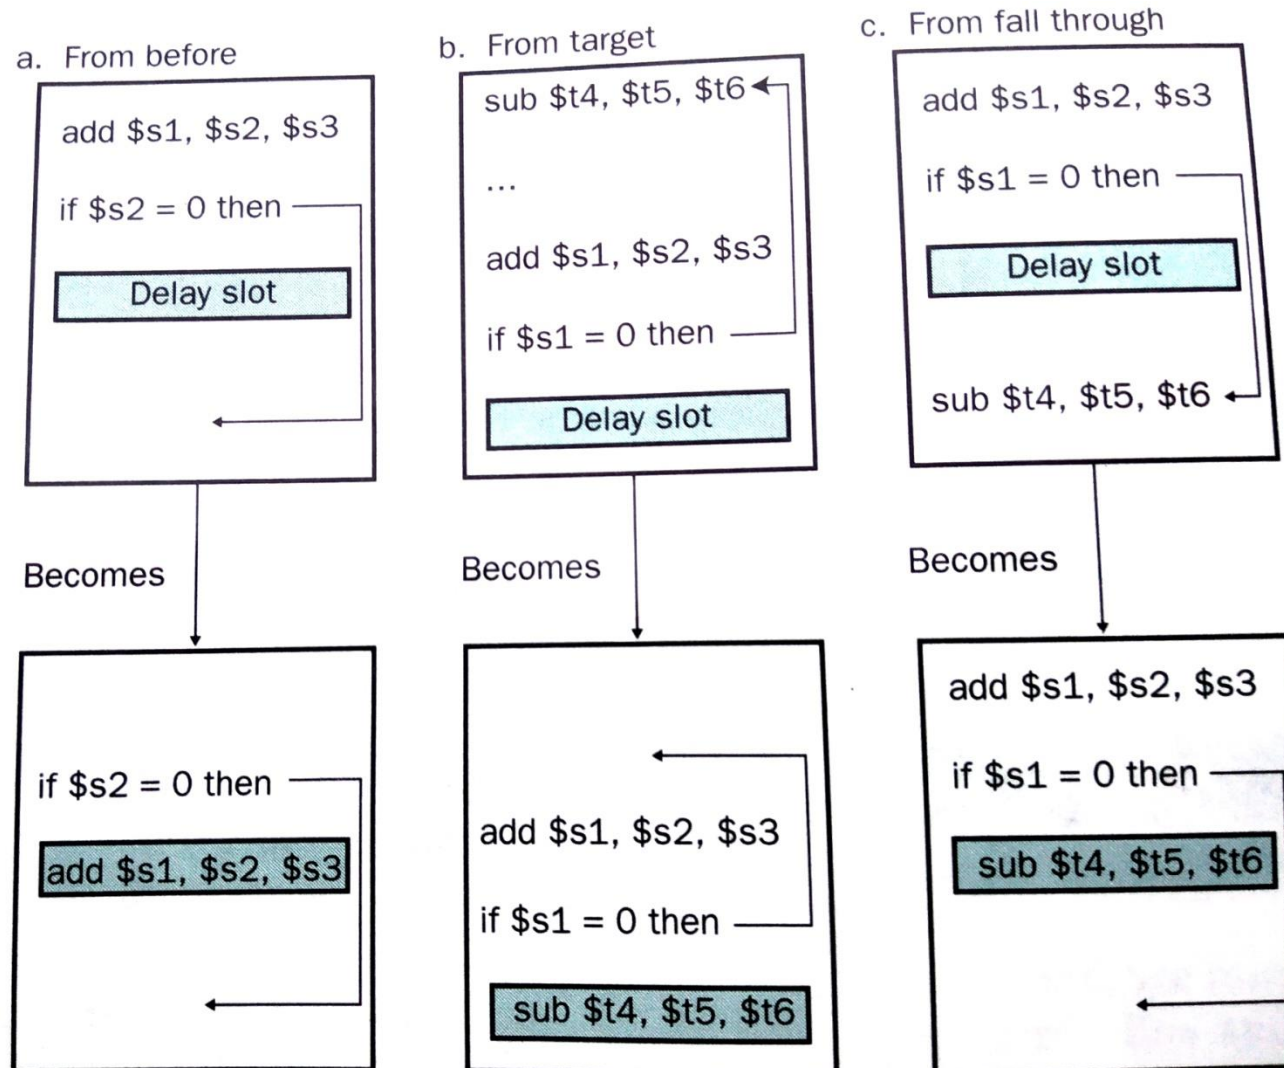 a. From before
add $s1, $s2, $s3
if $s2 = 0 then
Delay slot
Becomes
if $s2 = 0 then
add $s1, $s2, $s3
b. From target
sub $t4, $t5, $t6
...
add $s1, $s2, $s3
if $s1 = 0 then
Delay slot
Becomes
add $s1, $s2, $s3
if $s1 = 0 then
sub $t4, $t5, $t6
c. From fall through
add $s1, $s2, $s3
if $s1 = 0 then
Delay slot
sub $t4, $t5, $t6
Becomes
add $s1, $s2, $s3
if $s1 = 0 then
sub $t4, $t5, $t6